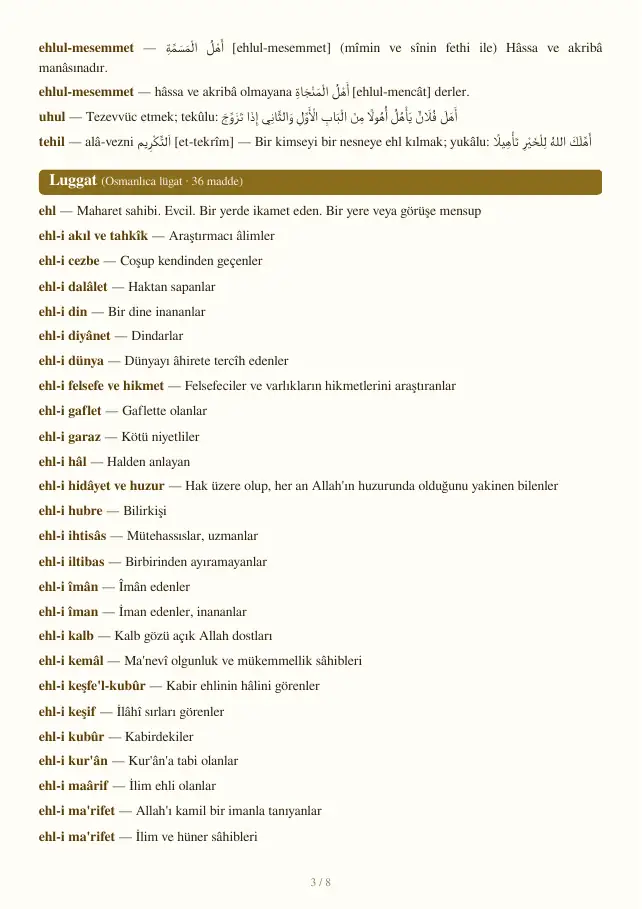 ehlul-mesemmet — أَهْلُ الْمَسَمَّةِ [ehlul-mesemmet] (mîmin ve sînin fethi ile) Hâssa ve akribâ
manâsınadır.
ehlul-mesemmet — hâssa ve akribâ olmayana أَهْلُ الْمَنْجَاةِ [ehlul-mencât] derler.
uhul — Tezevvüc etmek; tekûlu: أَهَلَ فُلَانٌ يَأْهُلُ أُهُولًا مِنَ الْبَابِ الْأَوَّلِ وَالثَّانِي إِذَا تَزَوَّجَ
tehil — alâ-vezni اَلتَّكْرِيم [et-tekrîm] — Bir kimseyi bir nesneye ehl kılmak; yukâlu: أَهَّلَكَ اللهُ لِلْخَيْرِ تَأْهِيلًا
Luggat (Osmanlıca lügat · 36 madde)
ehl — Maharet sahibi. Evcil. Bir yerde ikamet eden. Bir yere veya görüşe mensup
ehl-i akıl ve tahkîk — Araştırmacı âlimler
ehl-i cezbe — Coşup kendinden geçenler
ehl-i dalâlet — Haktan sapanlar
ehl-i din — Bir dine inananlar
ehl-i diyânet — Dindarlar
ehl-i dünya — Dünyayı âhirete tercîh edenler
ehl-i felsefe ve hikmet — Felsefeciler ve varlıkların hikmetlerini araştıranlar
ehl-i gaflet — Gaflette olanlar
ehl-i garaz — Kötü niyetliler
ehl-i hâl — Halden anlayan
ehl-i hidâyet ve huzur — Hak üzere olup, her an Allah'ın huzurunda olduğunu yakinen bilenler
ehl-i hubre — Bilirkişi
ehl-i ihtisâs — Mütehassıslar, uzmanlar
ehl-i iltibas — Birbirinden ayıramayanlar
ehl-i îmân — Îmân edenler
ehl-i îman — İman edenler, inananlar
ehl-i kalb — Kalb gözü açık Allah dostları
ehl-i kemâl — Ma'nevî olgunluk ve mükemmellik sâhibleri
ehl-i keşfe'l-kubûr — Kabir ehlinin hâlini görenler
ehl-i keşif — İlâhî sırları görenler
ehl-i kubûr — Kabirdekiler
ehl-i kur'ân — Kur'ân'a tabi olanlar
ehl-i maârif — İlim ehli olanlar
ehl-i ma'rifet — Allah'ı kamil bir imanla tanıyanlar
ehl-i ma'rifet — İlim ve hüner sâhibleri
3 / 8